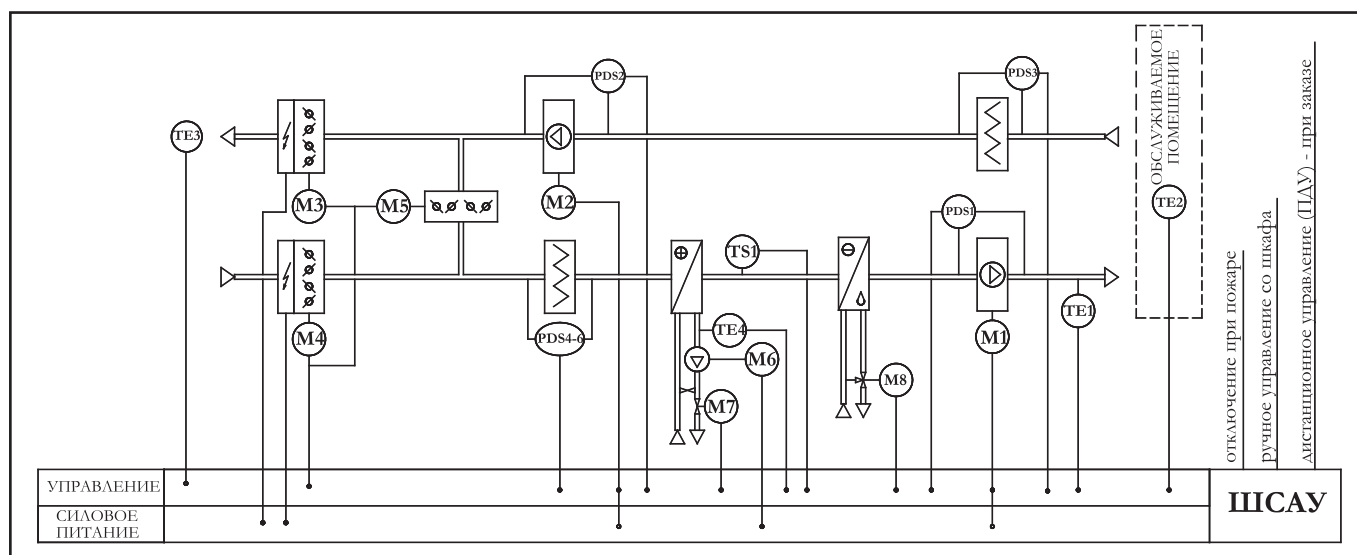 PDS2
PDS3
TE3
ОБСЛУЖИВАЕМОЕ
ПОМЕЩЕНИЕ
M3
M5
M2
PDS1
TE2
TS1
M4
PDS4-6
TE4
M6
M7
M8
M1
TE1
отключение при пожаре
ручное управление со шкафа
дистанционное управление (ПДУ) - при заказе
УПРАВЛЕНИЕ
СИЛОВОЕ
ПИТАНИЕ
ШСАУ